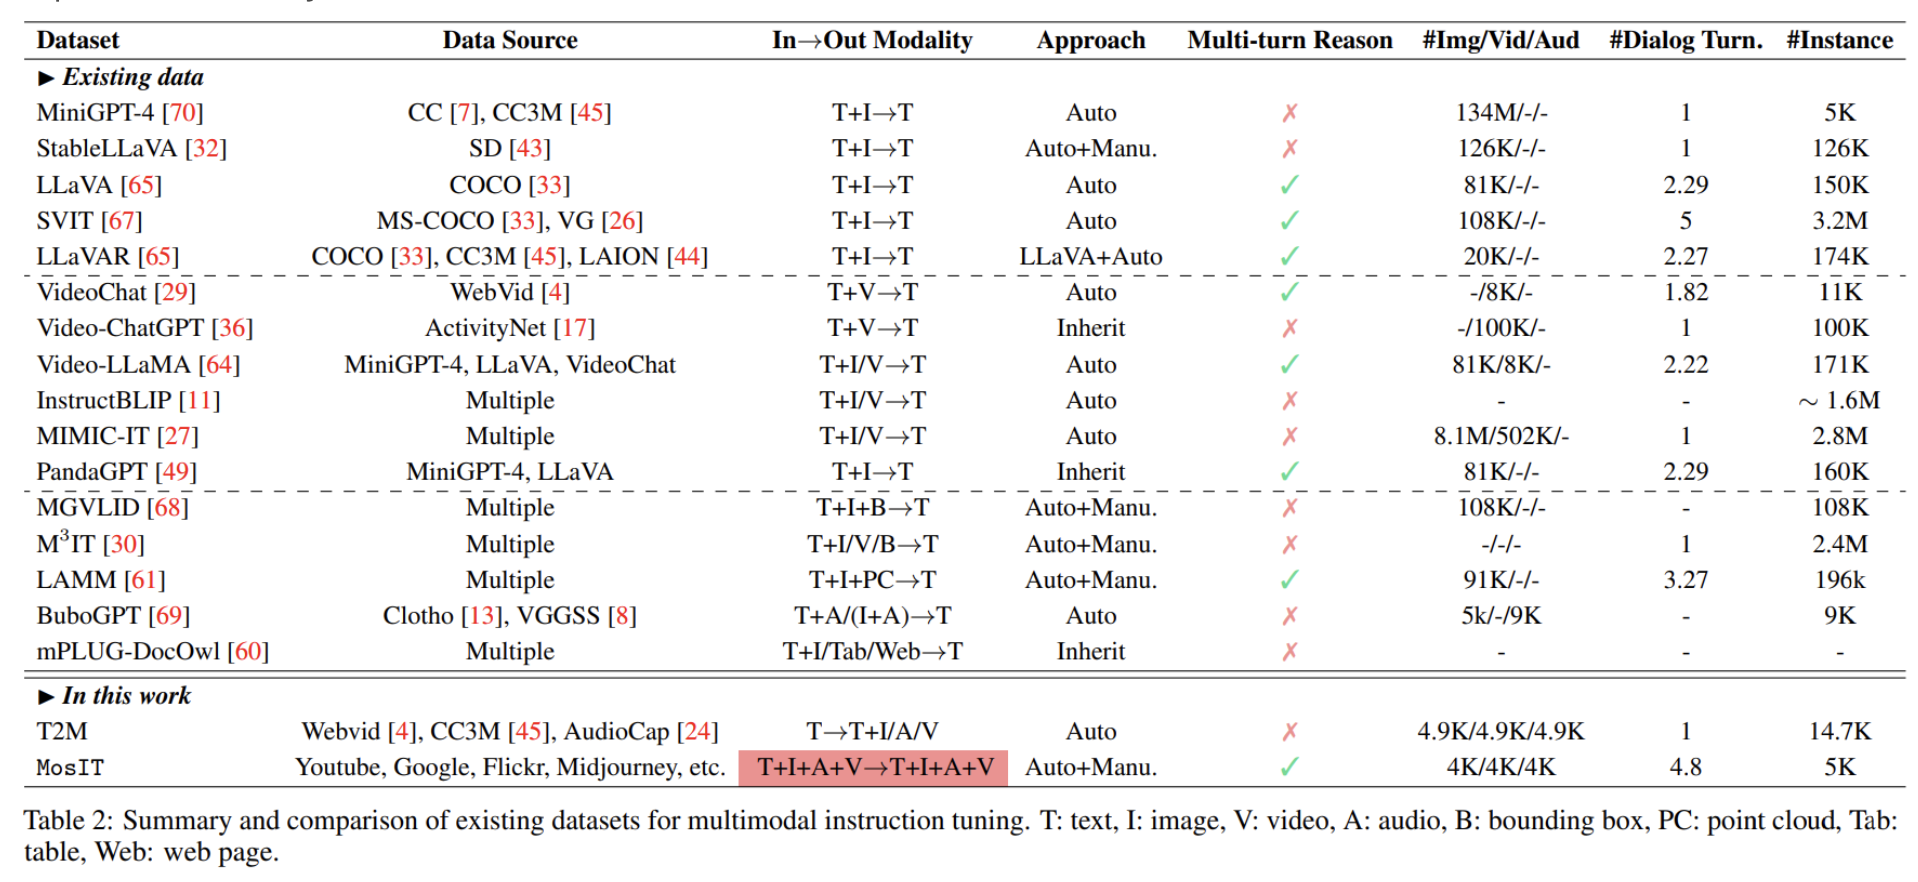 Dataset Data Source In→Out Modality Approach Multi-turn Reason #Img/Vid/Aud #Dialog Turn. #Instance
▶ Existing data
MiniGPT-4 [70] CC [7], CC3M [45] T+I→T Auto ✗ 134M/-/- 1 5K
StableLLaVA [32] SD [43] T+I→T Auto+Manu. ✗ 126K/-/- 1 126K
LLaVA [65] COCO [33] T+I→T Auto ✓ 81K/-/- 2.29 150K
SVIT [67] MS-COCO [33], VG [26] T+I→T Auto ✓ 108K/-/- 5 3.2M
LLaVAR [65] COCO [33], CC3M [45], LAION [44] T+I→T LLaVA+Auto ✓ 20K/-/- 2.27 174K
VideoChat [29] WebVid [4] T+V→T Auto ✓ -/8K/- 1.82 11K
Video-ChatGPT [36] ActivityNet [17] T+V→T Inherit ✗ -/100K/- 1 100K
Video-LLaMA [64] MiniGPT-4, LLaVA, VideoChat T+I/V→T Auto ✓ 81K/8K/- 2.22 171K
InstructBLIP [11] Multiple T+I/V→T Auto ✗ - - ∼ 1.6M
MIMIC-IT [27] Multiple T+I/V→T Auto ✗ 8.1M/502K/- 1 2.8M
PandaGPT [49] MiniGPT-4, LLaVA T+I→T Inherit ✓ 81K/-/- 2.29 160K
MGVLID [68] Multiple T+I+B→T Auto+Manu. ✗ 108K/-/- - 108K
M³IT [30] Multiple T+I/V/B→T Auto+Manu. ✗ -/-/- 1 2.4M
LAMM [61] Multiple T+I+PC→T Auto+Manu. ✓ 91K/-/- 3.27 196k
BuboGPT [69] Clotho [13], VGGSS [8] T+A/(I+A)→T Auto ✗ 5k/-/9K - 9K
mPLUG-DocOwl [60] Multiple T+I/Tab/Web→T Inherit ✗ - - -
▶ In this work
T2M Webvid [4], CC3M [45], AudioCap [24] T→T+I/A/V Auto ✗ 4.9K/4.9K/4.9K 1 14.7K
MosIT Youtube, Google, Flickr, Midjourney, etc. T+I+A+V→T+I+A+V Auto+Manu. ✓ 4K/4K/4K 4.8 5K
Table 2: Summary and comparison of existing datasets for multimodal instruction tuning. T: text, I: image, V: video, A: audio, B: bounding box, PC: point cloud, Tab:
table, Web: web page.